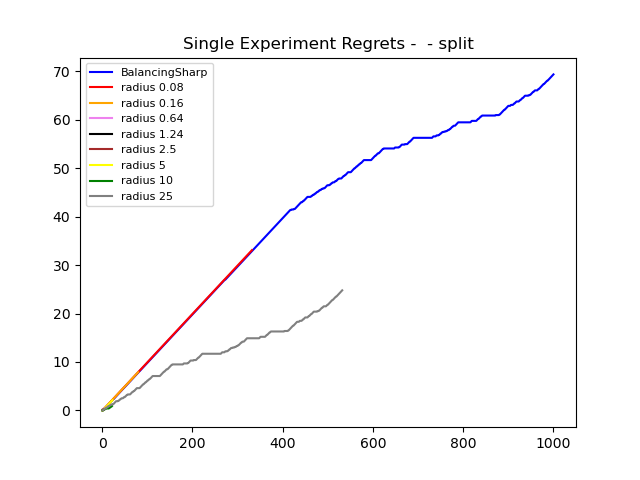 Single Experiment Regrets -  - split
BalancingSharp
radius 0.08
radius 0.16
radius 0.64
radius 1.24
radius 2.5
radius 5
radius 10
radius 25
70
60
50
40
30
20
10
0
0 200 400 600 800 1000